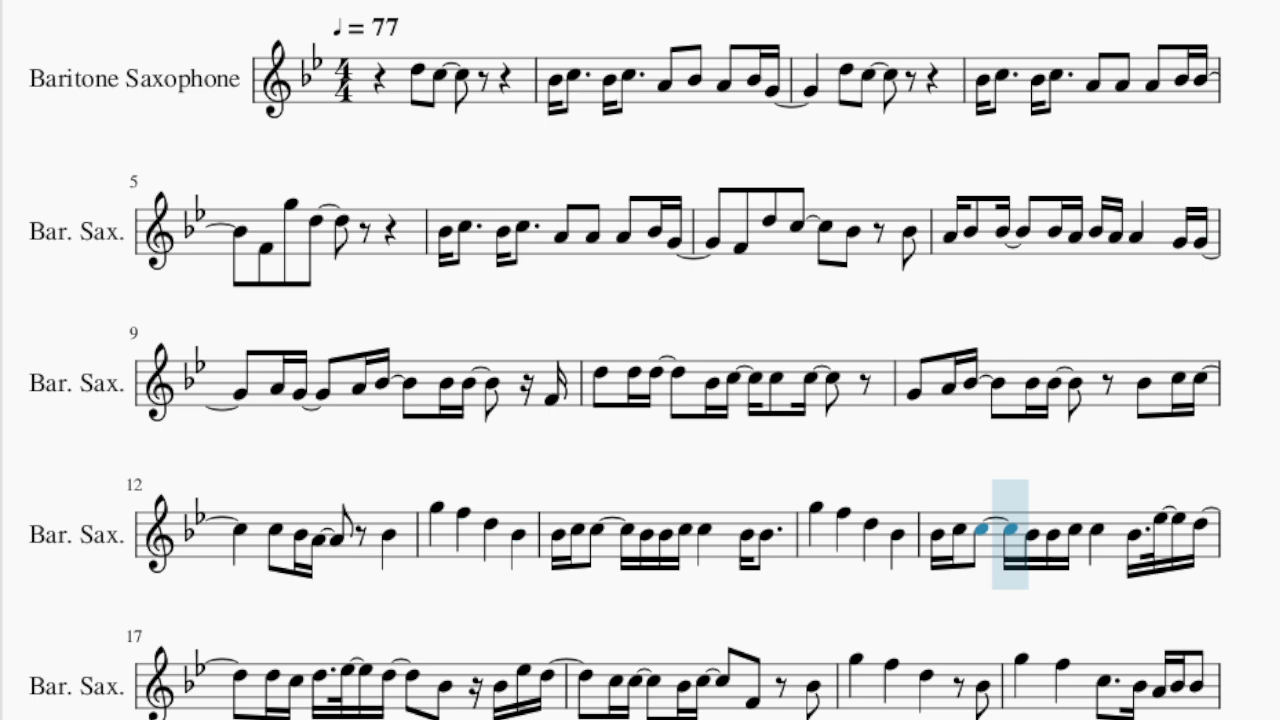 ♩ = 77
Baritone Saxophone
4
4
5
Bar. Sax.
9
Bar. Sax.
12
Bar. Sax.
17
Bar. Sax.